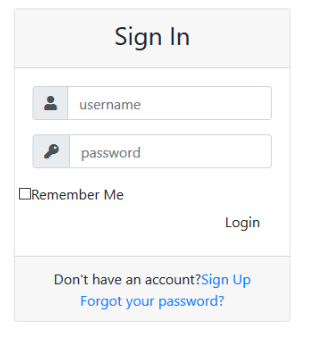 Sign In
username
password
Remember Me
Login
Don't have an account?Sign Up
Forgot your password?